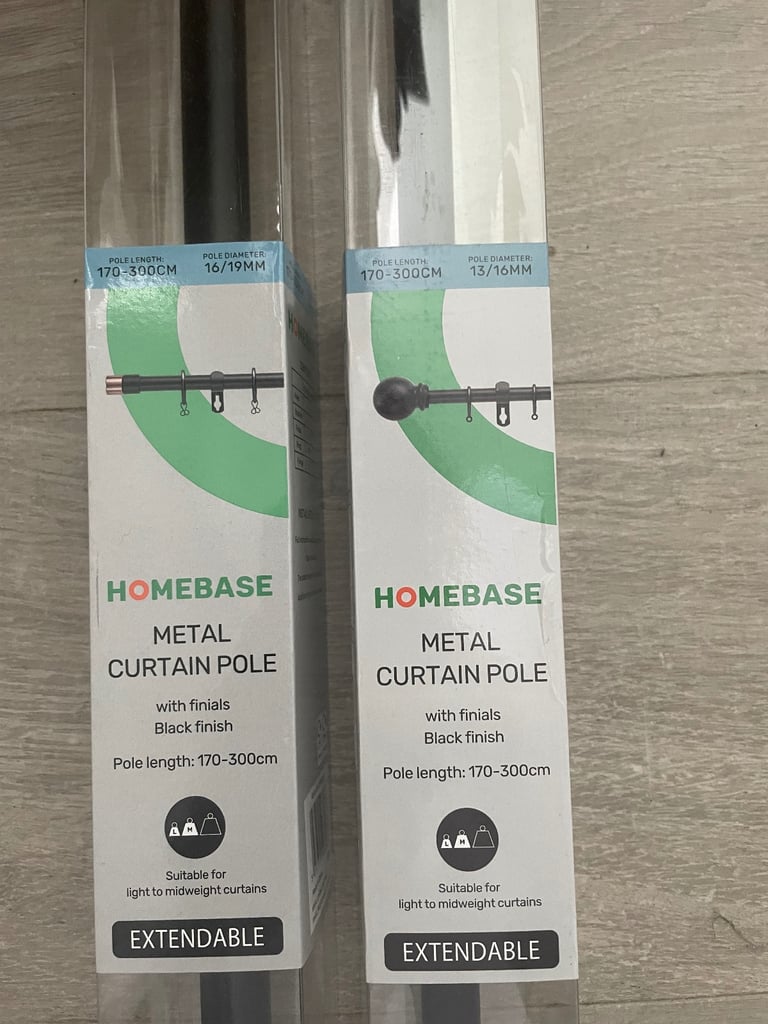 POLE LENGTH:
170-300CM
POLE DIAMETER:
16/19MM
HOMEBASE
METAL
CURTAIN POLE
with finials
Black finish
Pole length: 170-300cm
L M
Suitable for
light to midweight curtains
EXTENDABLE
POLE LENGTH:
170-300CM
POLE DIAMETER:
13/16MM
HOMEBASE
METAL
CURTAIN POLE
with finials
Black finish
Pole length: 170-300cm
L M
Suitable for
light to midweight curtains
EXTENDABLE